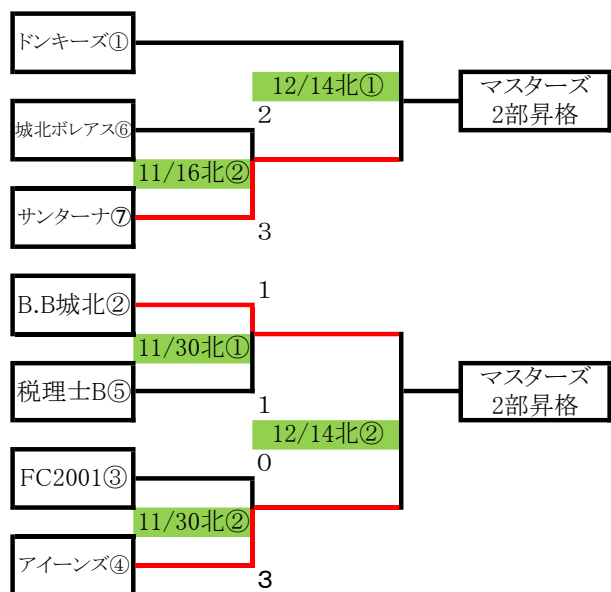 ドンキーズ①
12/14北①
マスターズ
2部昇格
2
城北ボレアス⑥
11/16北②
サンターナ⑦
3
B.B城北②
1
11/30北①
税理士B⑤
1
マスターズ
2部昇格
12/14北②
0
FC2001③
11/30北②
アイーンズ④
3